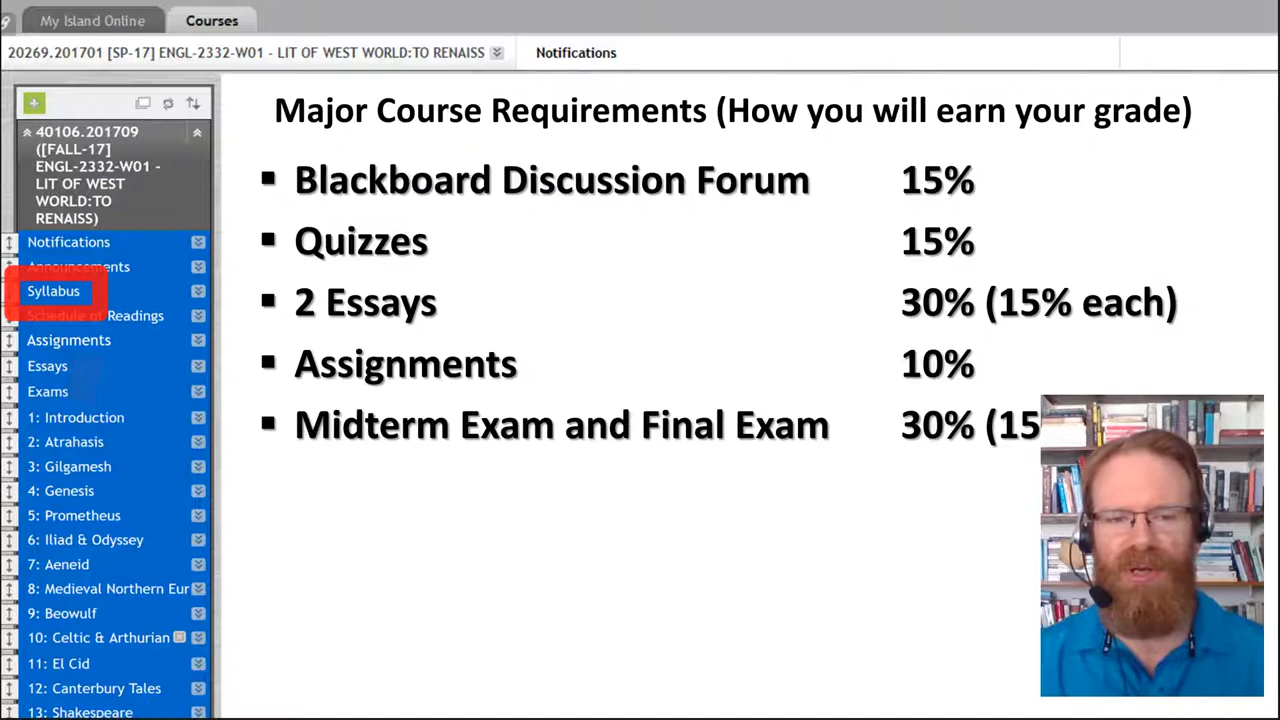 My Island Online
Courses
20269.201701 [SP-17] ENGL-2332-W01 - LIT OF WEST WORLD:TO RENAISS
Notifications
40106.201709
([FALL-17]
ENGL-2332-W01 -
LIT OF WEST
WORLD:TO
RENAISS)
Notifications
Announcements
Syllabus
Schedule of Readings
Assignments
Essays
Exams
1: Introduction
2: Atrahasis
3: Gilgamesh
4: Genesis
5: Prometheus
6: Iliad & Odyssey
7: Aeneid
8: Medieval Northern Eur
9: Beowulf
10: Celtic & Arthurian
11: El Cid
12: Canterbury Tales
13: Shakespeare
Major Course Requirements (How you will earn your grade)
▪ Blackboard Discussion Forum 15%
▪ Quizzes 15%
▪ 2 Essays 30% (15% each)
▪ Assignments 10%
▪ Midterm Exam and Final Exam 30% (15